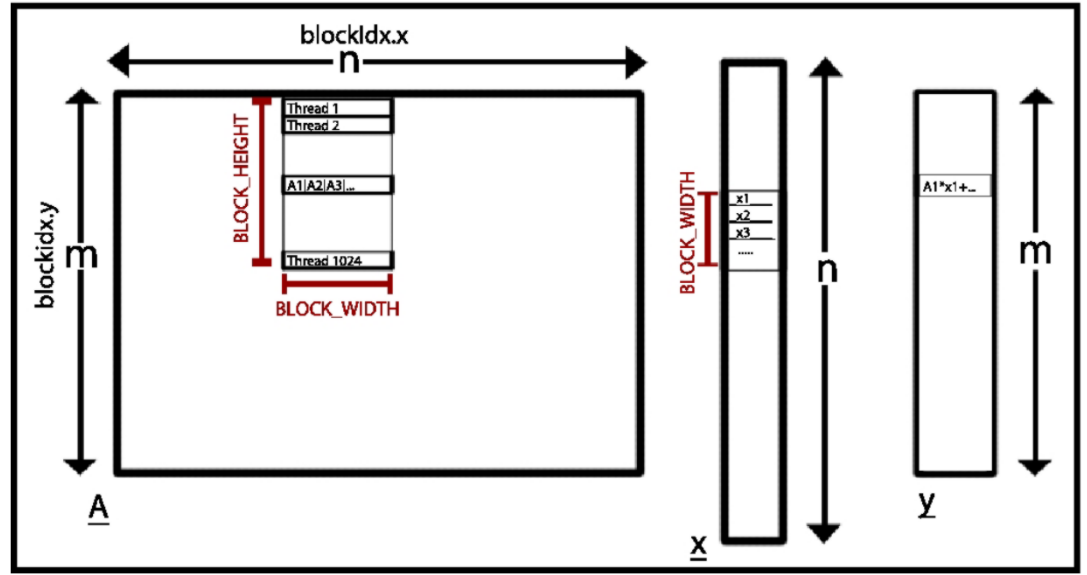 blockIdx.x
n
Thread 1
Thread 2
BLOCK_HEIGHT
A1|A2|A3|...
Thread 1024
BLOCK_WIDTH
blockidx.y
m
A
BLOCK_WIDTH
x1
x2
x3
.....
n
x
A1*x1+...
m
y